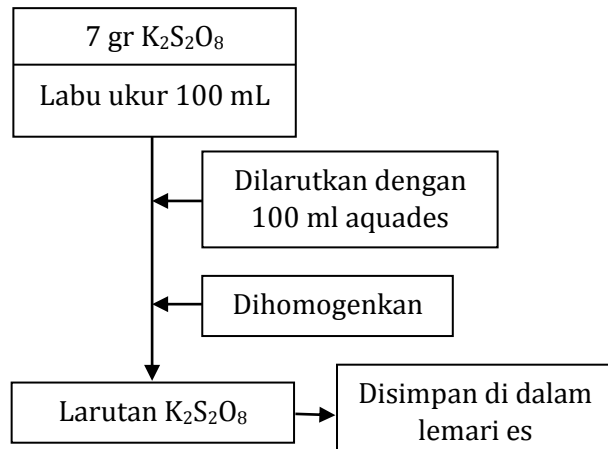 7 gr K₂S₂O₈
Labu ukur 100 mL
Dilarutkan dengan
100 ml aquades
Dihomogenkan
Larutan K₂S₂O₈
Disimpan di dalam
lemari es